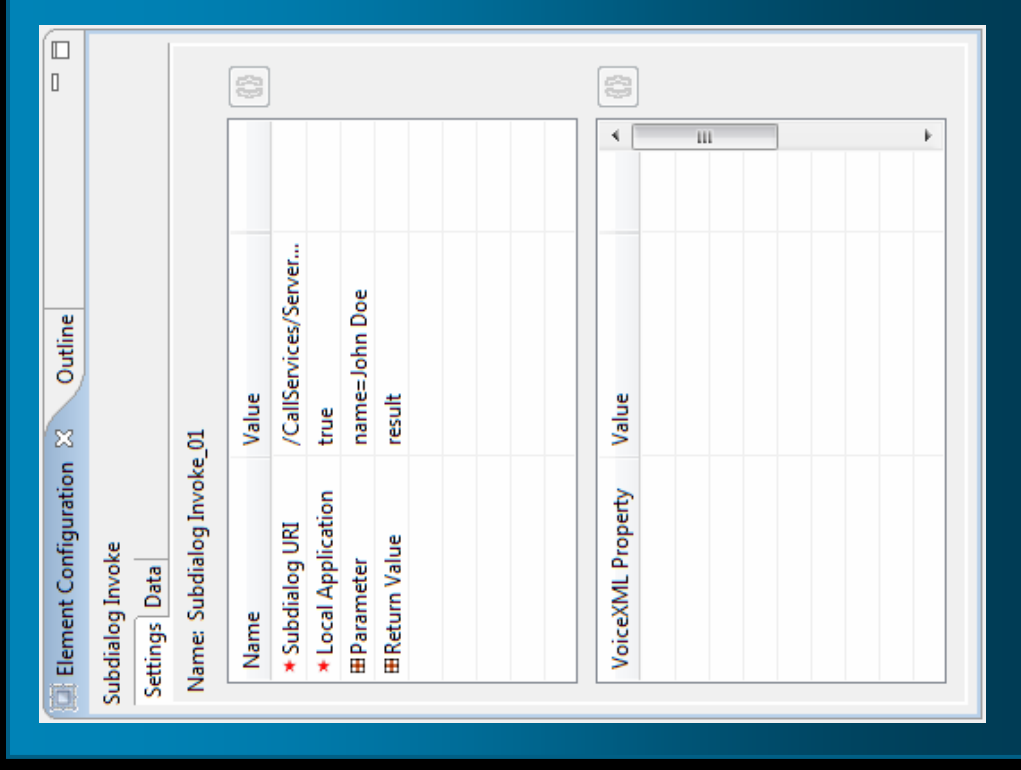 Element Configuration Outline
Subdialog Invoke
Settings Data
Name: Subdialog Invoke_01
Name Value
Subdialog URI /CallServices/Server...
Local Application true
Parameter name=John Doe
Return Value result
VoiceXML Property Value